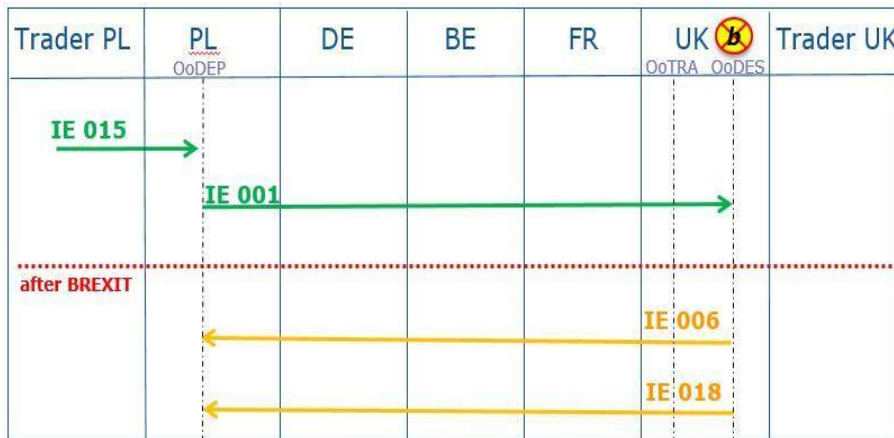 Trader PL PL DE BE FR UK b Trader UK
OoDEP OoTRA OoDES
IE 015
IE 001
after BREXIT
IE 006
IE 018